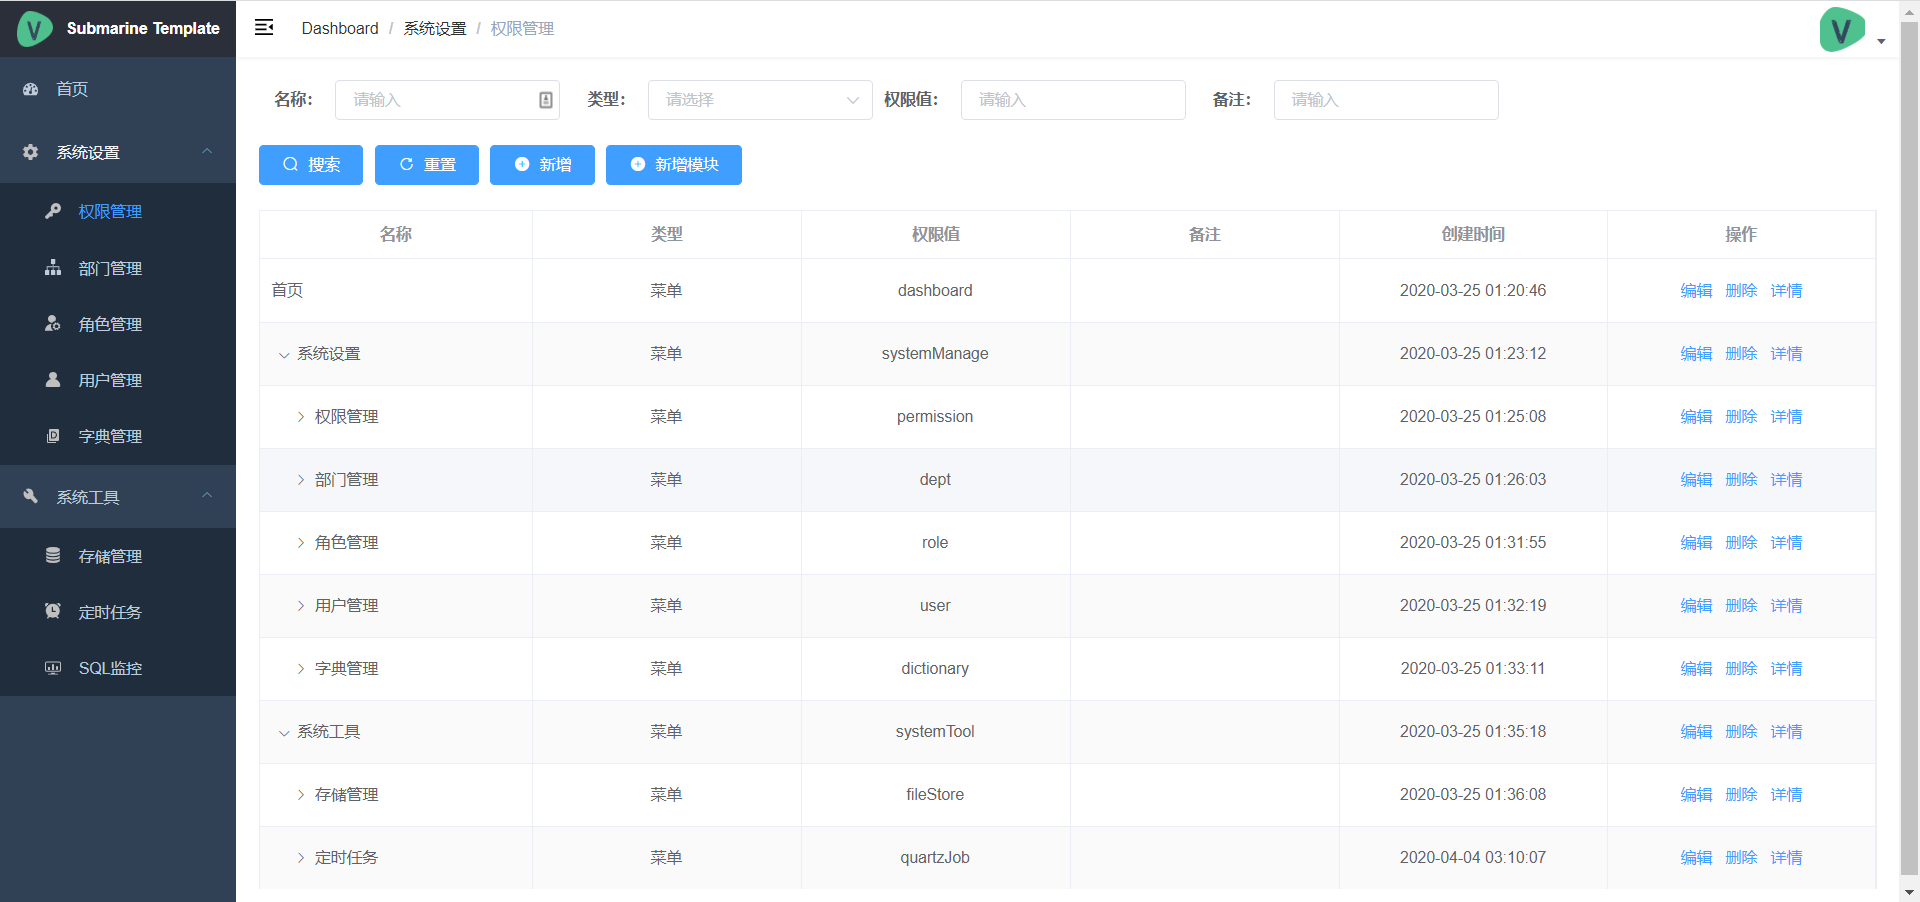 V Submarine Template
Dashboard / 系统设置 / 权限管理
V
首页
系统设置
权限管理
部门管理
角色管理
用户管理
字典管理
系统工具
存储管理
定时任务
SQL监控
名称: 请输入 类型: 请选择 权限值: 请输入 备注: 请输入
搜索 重置 新增 新增模块
名称 类型 权限值 备注 创建时间 操作
首页 菜单 dashboard 2020-03-25 01:20:46 编辑 删除 详情
系统设置 菜单 systemManage 2020-03-25 01:23:12 编辑 删除 详情
权限管理 菜单 permission 2020-03-25 01:25:08 编辑 删除 详情
部门管理 菜单 dept 2020-03-25 01:26:03 编辑 删除 详情
角色管理 菜单 role 2020-03-25 01:31:55 编辑 删除 详情
用户管理 菜单 user 2020-03-25 01:32:19 编辑 删除 详情
字典管理 菜单 dictionary 2020-03-25 01:33:11 编辑 删除 详情
系统工具 菜单 systemTool 2020-03-25 01:35:18 编辑 删除 详情
存储管理 菜单 fileStore 2020-03-25 01:36:08 编辑 删除 详情
定时任务 菜单 quartzJob 2020-04-04 03:10:07 编辑 删除 详情